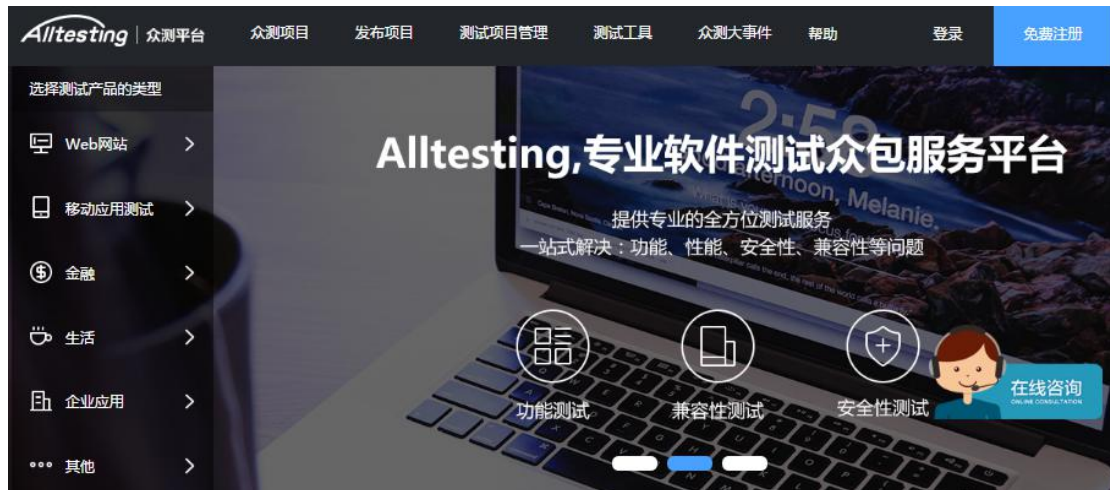 Alltesting 众测平台 众测项目 发布项目 测试项目管理 测试工具 众测大事件 帮助 登录 免费注册
选择测试产品的类型
Web网站
移动应用测试
金融
生活
企业应用
其他
2:58
afternoon, Melanie.
Alltesting,专业软件测试众包服务平台
提供专业的全方位测试服务
一站式解决：功能、性能、安全性、兼容性等问题
功能测试 兼容性测试 安全性测试
在线咨询
ONLINE CONSULTATION